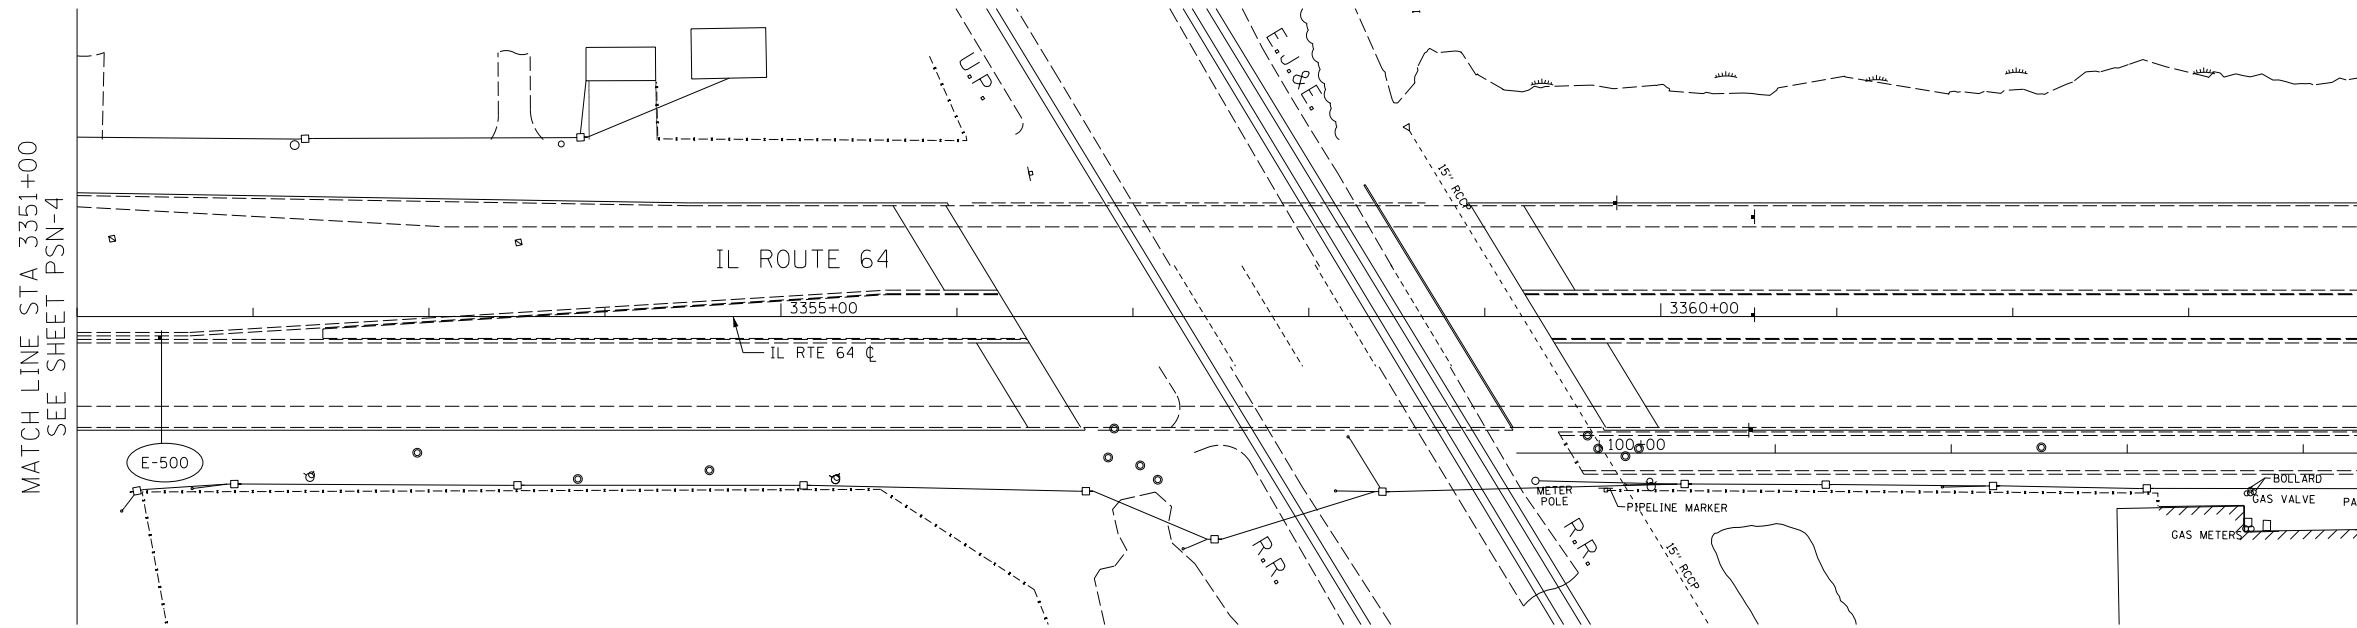 MATCH LINE STA 3351+00
SEE SHEET PSN-4
U.P.
E.J.&E.
15" RCCP
IL ROUTE 64
3355+00
3360+00
IL RTE 64 ℄
E-500
100+00
METER
POLE
PIPELINE MARKER
BOLLARD
GAS VALVE
PA
GAS METERS
R.R.
R.R.
15" RCCP